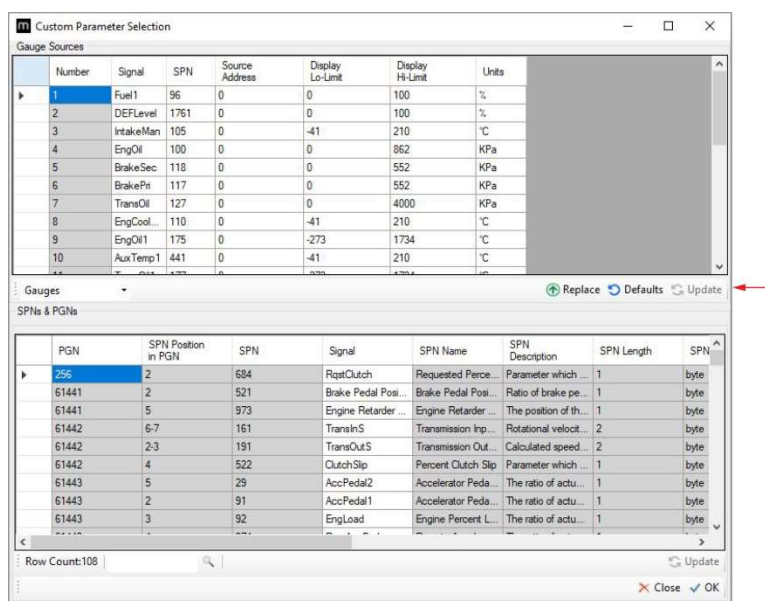 m Custom Parameter Selection
Gauge Sources
Number Signal SPN Source Address Display Lo-Limit Display Hi-Limit Units
1 Fuel1 96 0 0 100 %
2 DEFLevel 1761 0 0 100 %
3 IntakeMan 105 0 -41 210 °C
4 EngOil 100 0 0 862 KPa
5 BrakeSec 118 0 0 552 KPa
6 BrakePri 117 0 0 552 KPa
7 TransOil 127 0 0 4000 KPa
8 EngCool... 110 0 -41 210 °C
9 EngOil1 175 0 -273 1734 °C
10 AuxTemp1 441 0 -41 210 °C
Gauges Replace Defaults Update
SPNs & PGNs
PGN SPN Position in PGN SPN Signal SPN Name SPN Description SPN Length SPN
256 2 684 RqstClutch Requested Perce... Parameter which ... 1 byte
61441 2 521 Brake Pedal Posi... Brake Pedal Posi... Ratio of brake pe... 1 byte
61441 5 973 Engine Retarder ... Engine Retarder ... The position of th... 1 byte
61442 6-7 161 TransInS Transmission Inp... Rotational velocit... 2 byte
61442 2-3 191 TransOutS Transmission Out... Calculated speed... 2 byte
61442 4 522 ClutchSlip Percent Clutch Slip Parameter which ... 1 byte
61443 5 29 AccPedal2 Accelerator Peda... The ratio of actu... 1 byte
61443 2 91 AccPedal1 Accelerator Peda... The ratio of actu... 1 byte
61443 3 92 EngLoad Engine Percent L... The ratio of actu... 1 byte
Row Count:108 Update
Close OK